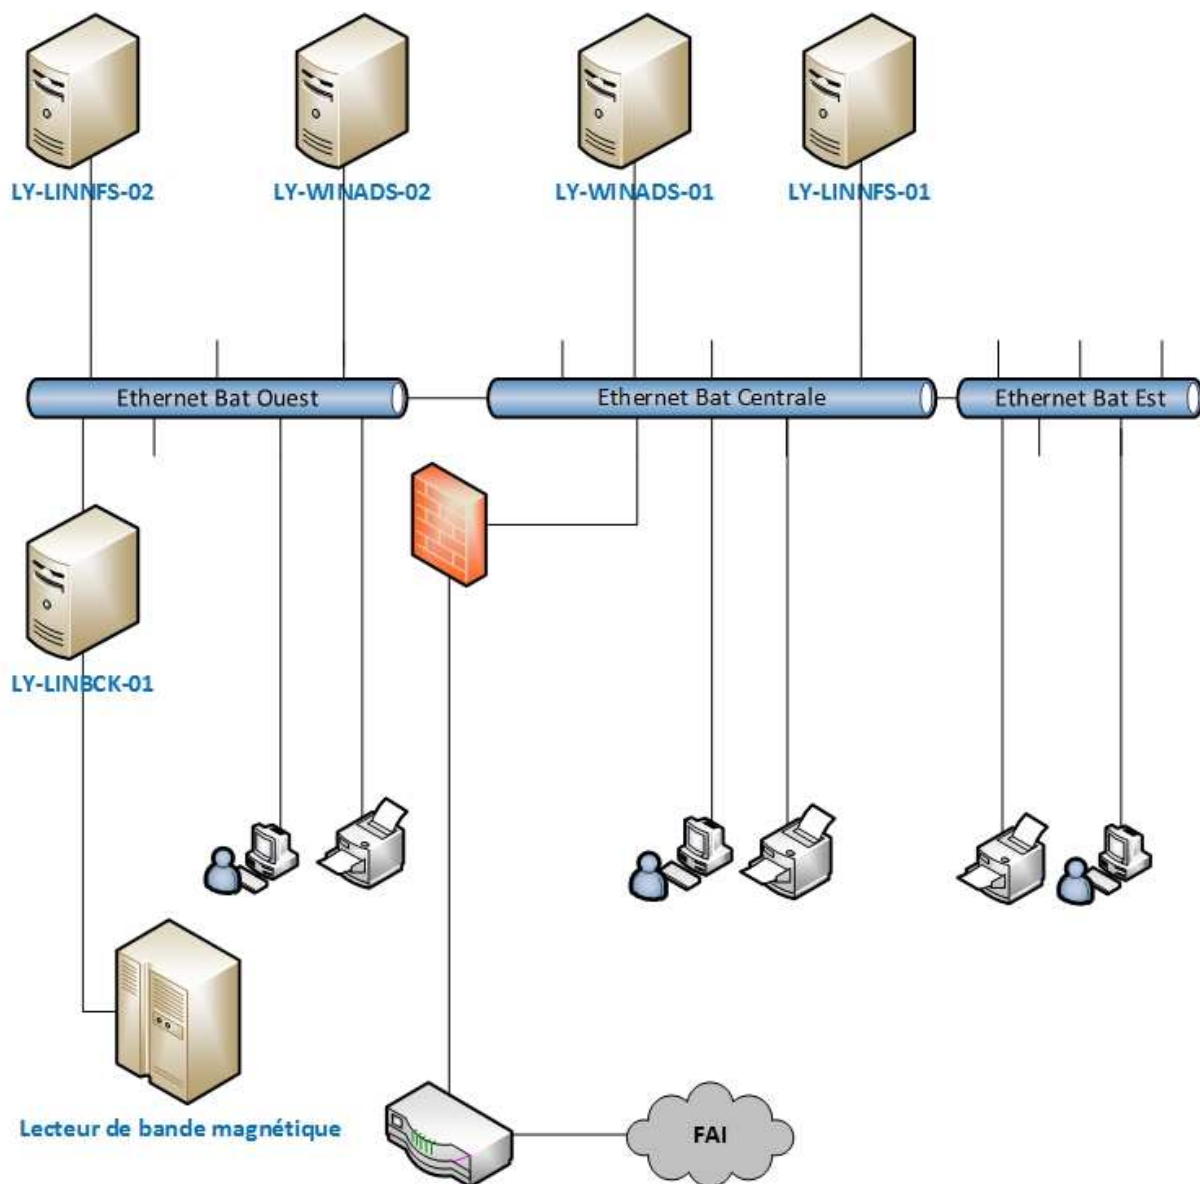 LY-LINNFS-02
LY-WINADS-02
LY-WINADS-01
LY-LINNFS-01
Ethernet Bat Ouest
Ethernet Bat Centrale
Ethernet Bat Est
LY-LINBCK-01
Lecteur de bande magnétique
FAI